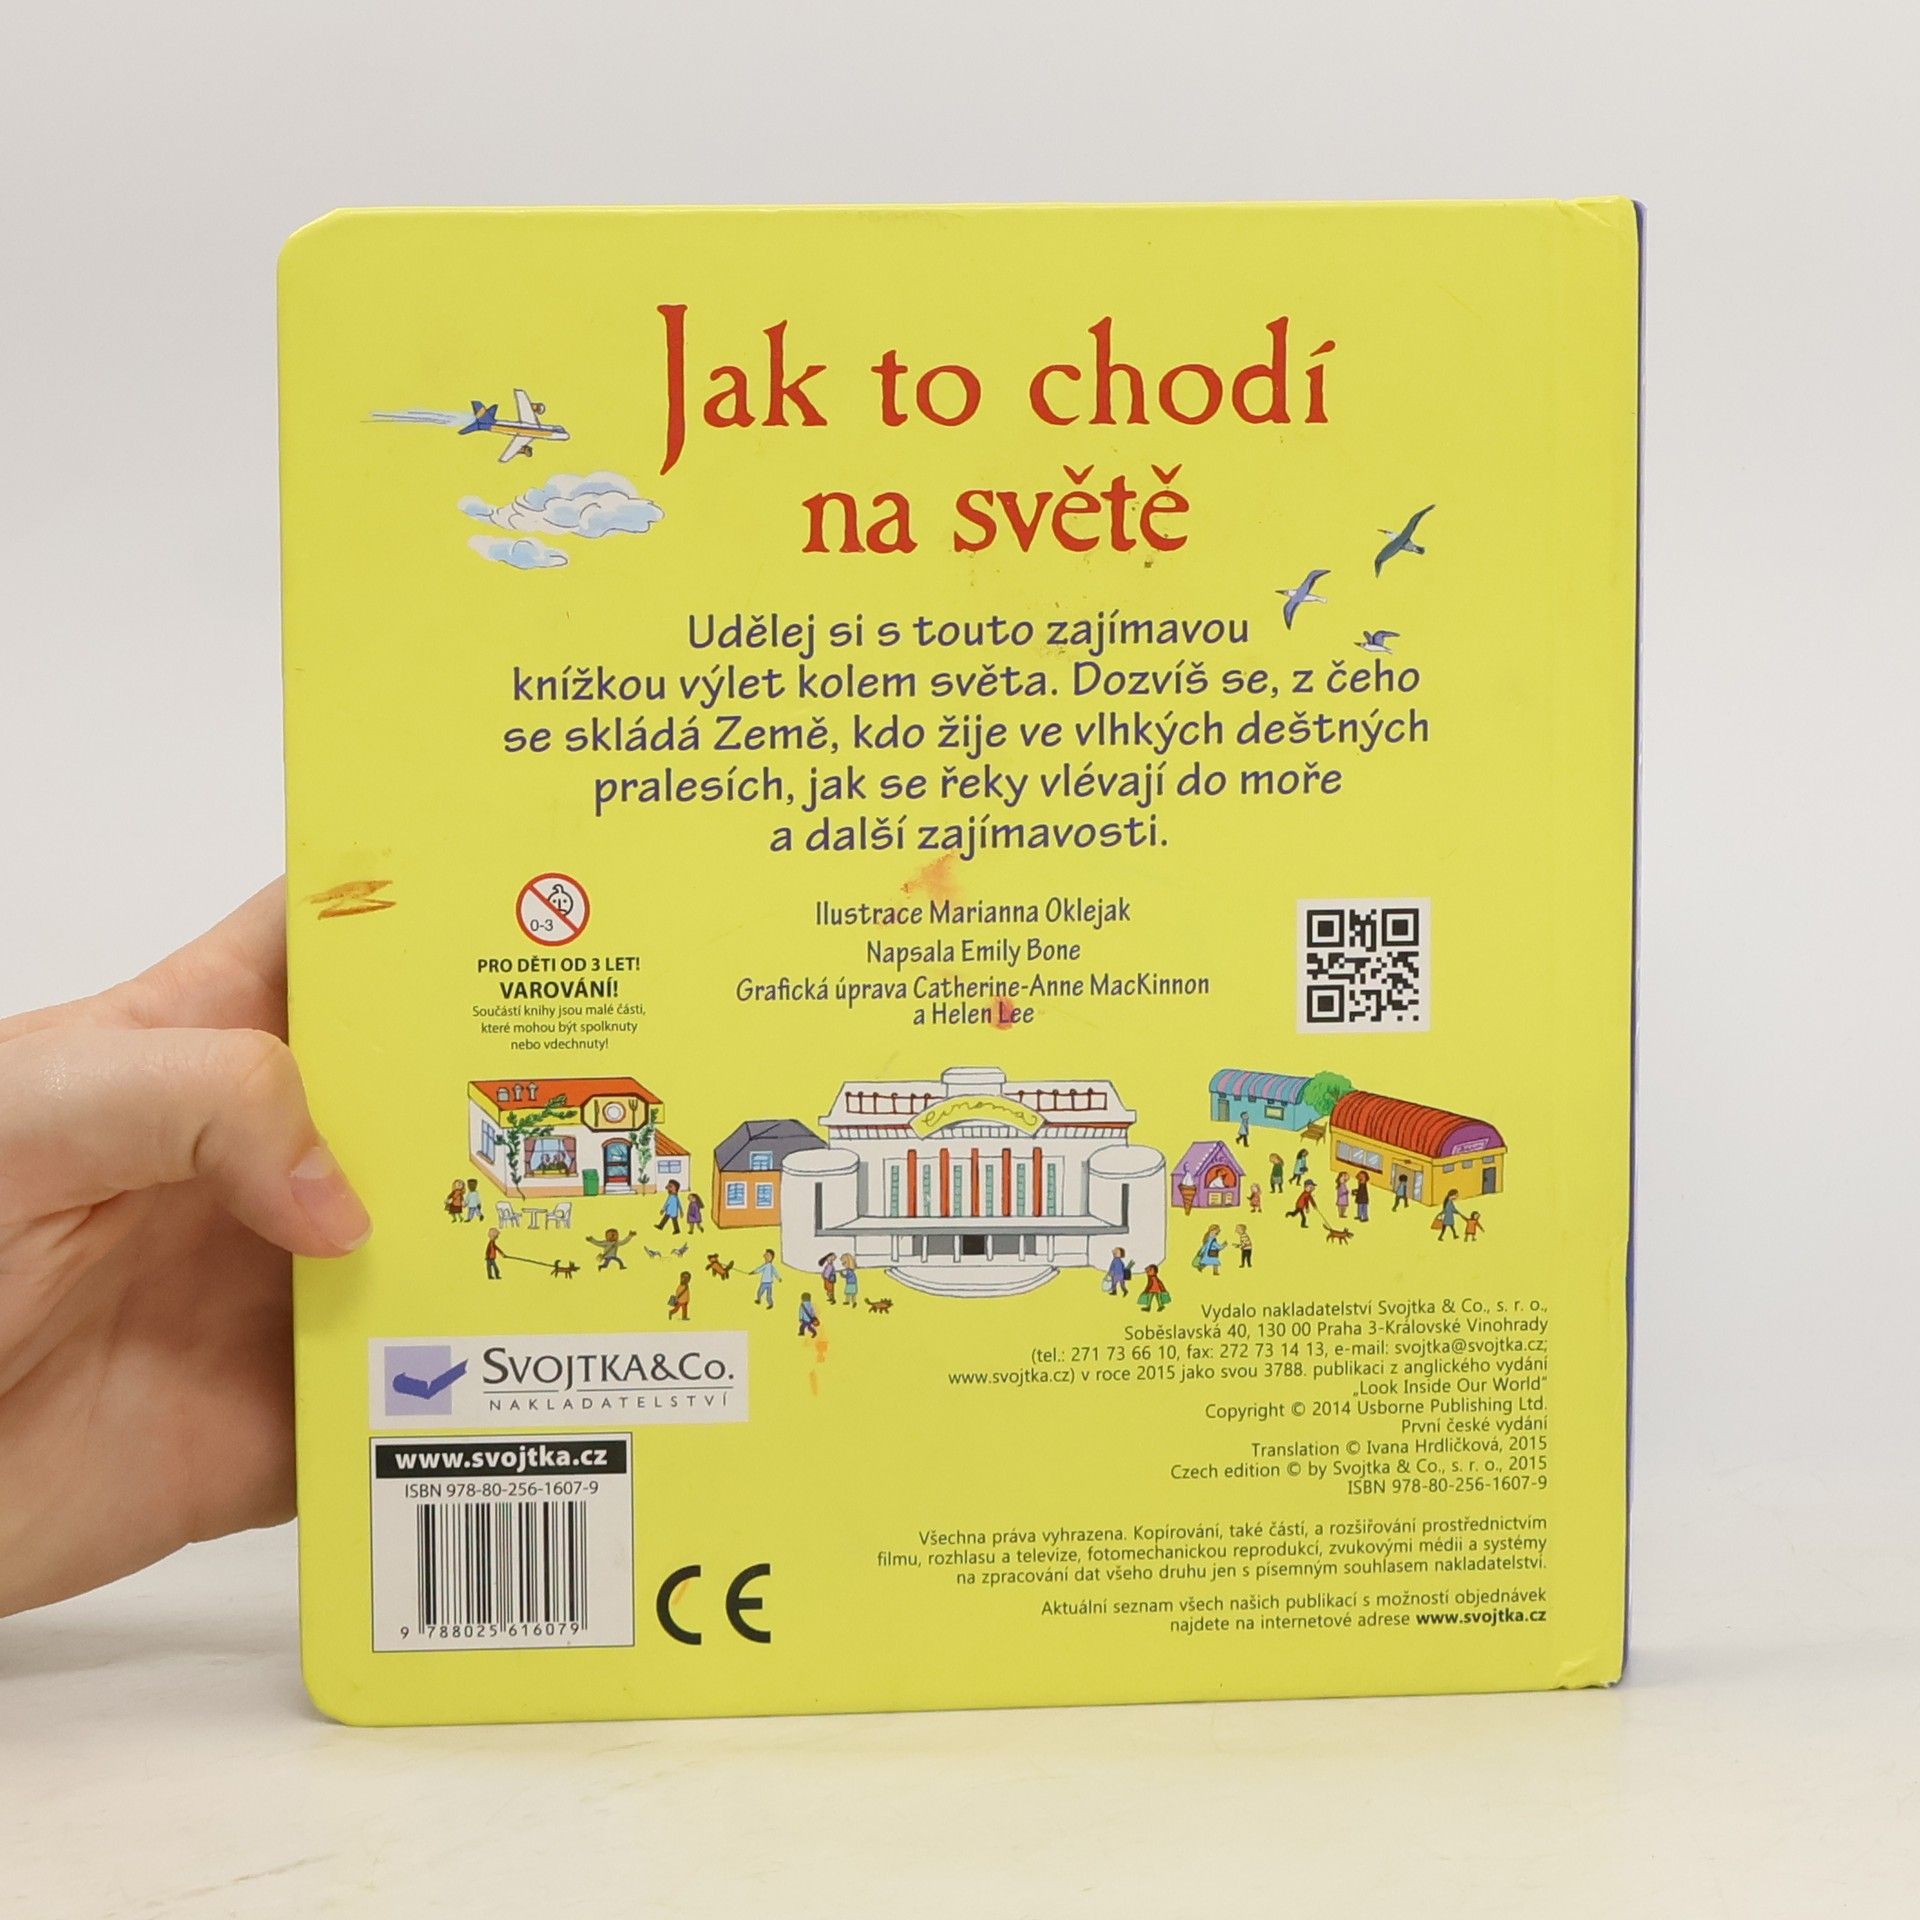 Jak to chodí
na světě
Udělej si s touto zajímavou
knížkou výlet kolem světa. Dozvíš se, z čeho
se skládá Země, kdo žije ve vlhkých deštných
pralesích, jak se řeky vlévají do moře
a další zajímavosti.
0-3
PRO DĚTI OD 3 LET!
VAROVÁNÍ!
Součástí knihy jsou malé části,
které mohou být spolknuty
nebo vdechnuty!
Ilustrace Marianna Oklejak
Napsala Emily Bone
Grafická úprava Catherine-Anne MacKinnon
a Helen Lee
cinema
Vydalo nakladatelství Svojtka & Co., s. r. o.,
Soběslavská 40, 130 00 Praha 3-Královské Vinohrady
(tel.: 271 73 66 10, fax: 272 73 14 13, e-mail: svojtka@svojtka.cz;
www.svojtka.cz) v roce 2015 jako svou 3788. publikaci z anglického vydání
„Look Inside Our World"
Copyright © 2014 Usborne Publishing Ltd.
První české vydání
Translation © Ivana Hrdličková, 2015
Czech edition © by Svojtka & Co., s. r. o., 2015
ISBN 978-80-256-1607-9
SVOJTKA&CO.
NAKLADATELSTVÍ
www.svojtka.cz
ISBN 978-80-256-1607-9
9 788025 616079
CE
Všechna práva vyhrazena. Kopírování, také částí, a rozšiřování prostřednictvím
filmu, rozhlasu a televize, fotomechanickou reprodukcí, zvukovými médii a systémy
na zpracování dat všeho druhu jen s písemným souhlasem nakladatelství.
Aktuální seznam všech našich publikací s možností objednávek
najdete na internetové adrese www.svojtka.cz